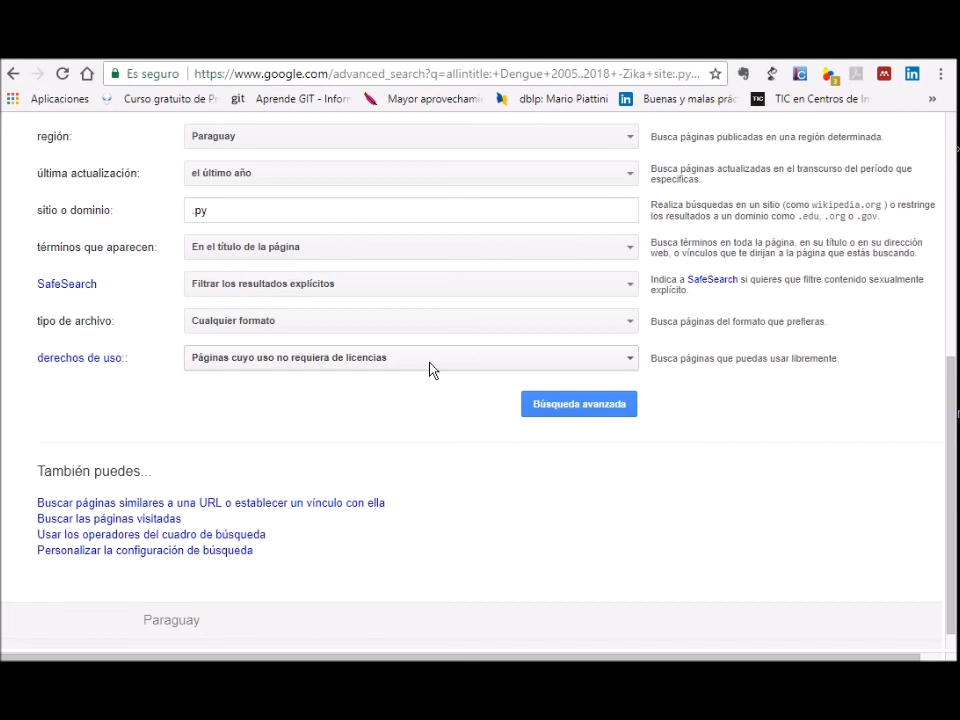 Es seguro https://www.google.com/advanced_search?q=allintitle:+Dengue+2005..2018+-Zika+site:.py...
Aplicaciones Curso gratuito de Pr git Aprende GIT - Inforn Mayor aprovechami dblp: Mario Piattini Buenas y malas prác TIC TIC en Centros de In »
región: Paraguay Busca páginas publicadas en una región determinada.
última actualización: el último año Busca páginas actualizadas en el transcurso del período que
especificas.
sitio o dominio: .py Realiza búsquedas en un sitio (como wikipedia.org ) o restringe
los resultados a un dominio como .edu, .org o .gov.
términos que aparecen: En el título de la página Busca términos en toda la página, en su título o en su dirección
web, o vínculos que te dirijan a la página que estás buscando.
SafeSearch Filtrar los resultados explícitos Indica a SafeSearch si quieres que filtre contenido sexualmente
explícito.
tipo de archivo: Cualquier formato Busca páginas del formato que prefieras.
derechos de uso:: Páginas cuyo uso no requiera de licencias Busca páginas que puedas usar libremente.
Búsqueda avanzada
También puedes...
Buscar páginas similares a una URL o establecer un vínculo con ella
Buscar las páginas visitadas
Usar los operadores del cuadro de búsqueda
Personalizar la configuración de búsqueda
Paraguay